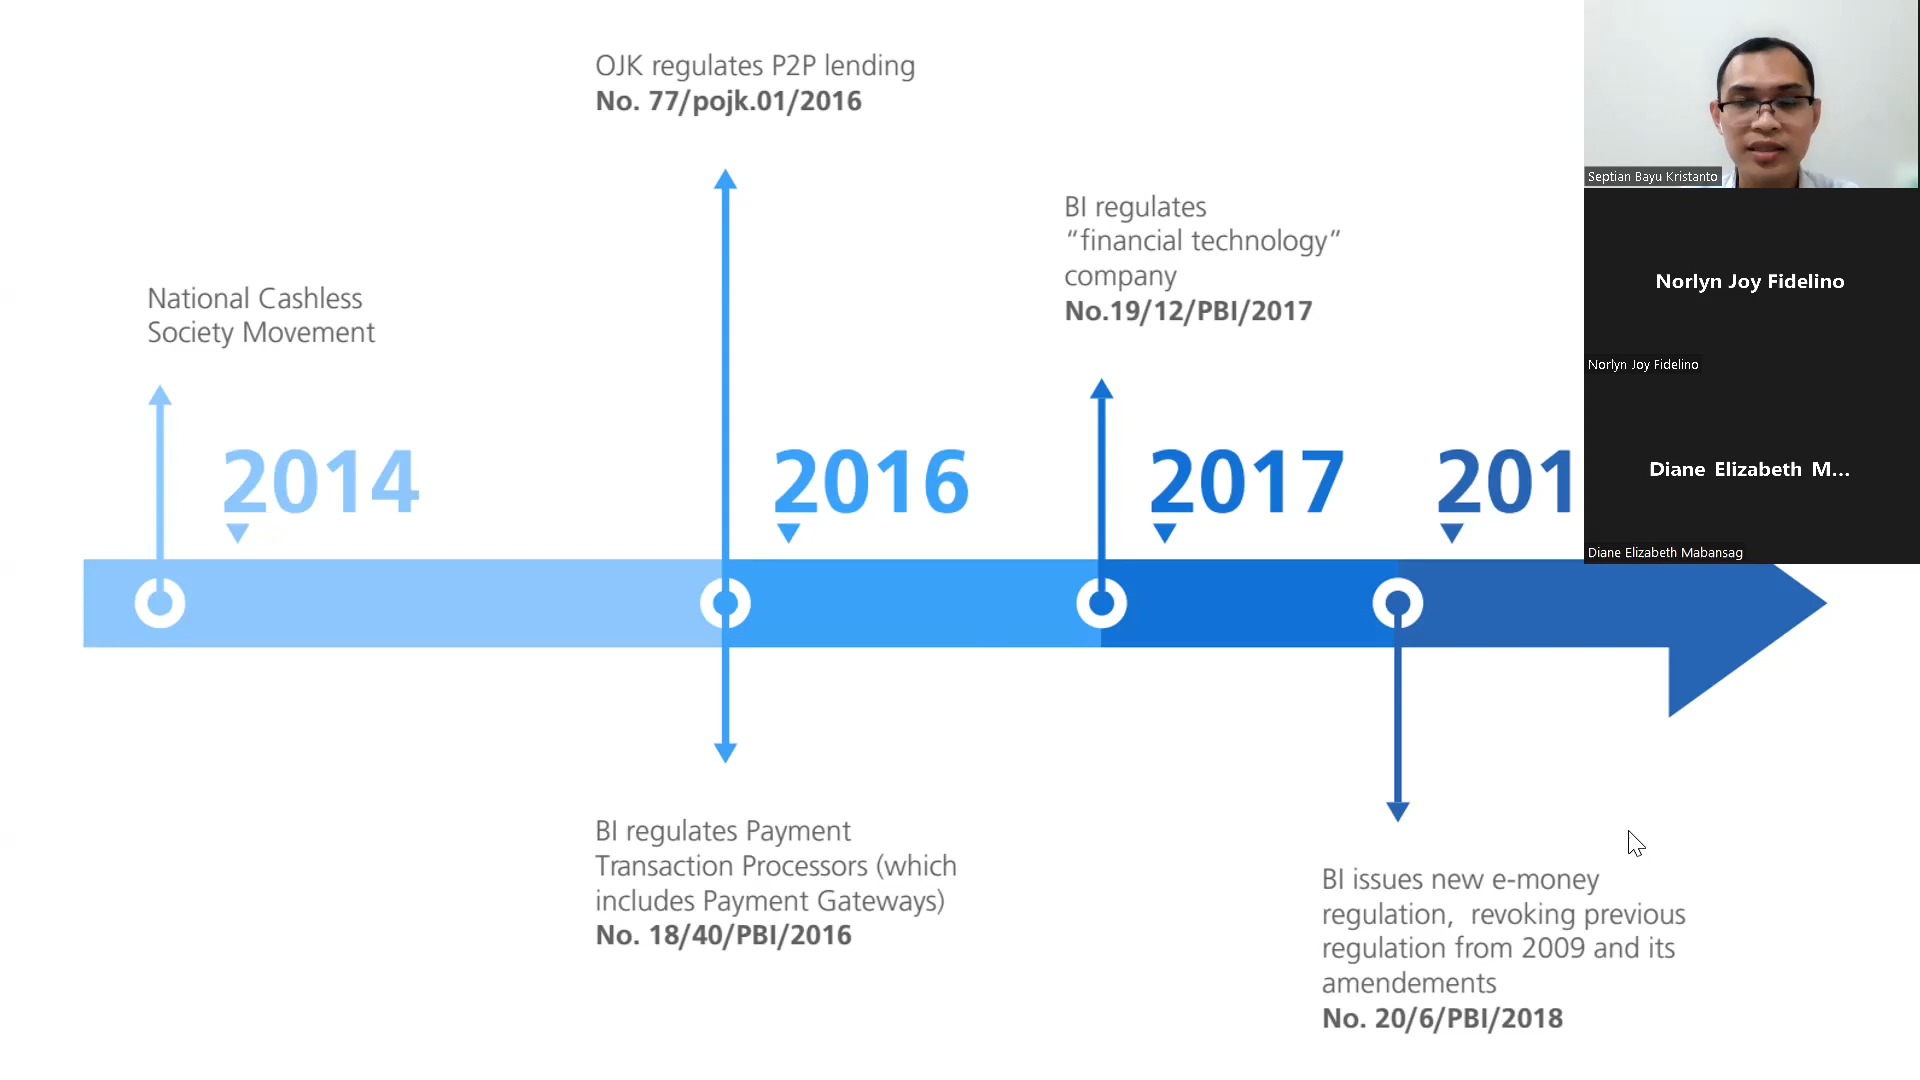 OJK regulates P2P lending
No. 77/pojk.01/2016
BI regulates
“financial technology”
company
No.19/12/PBI/2017
National Cashless
Society Movement
2014
2016
2017
201
BI regulates Payment
Transaction Processors (which
includes Payment Gateways)
No. 18/40/PBI/2016
BI issues new e-money
regulation, revoking previous
regulation from 2009 and its
amendements
No. 20/6/PBI/2018
Septian Bayu Kristanto
Norlyn Joy Fidelino
Norlyn Joy Fidelino
Diane Elizabeth M...
Diane Elizabeth Mabansag